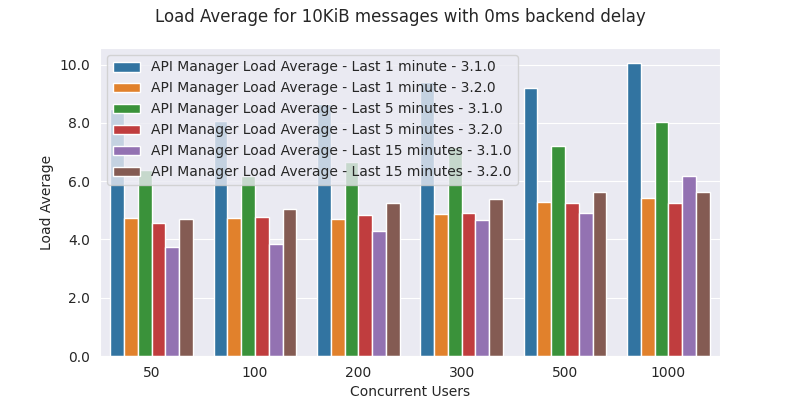 Load Average for 10KiB messages with 0ms backend delay
API Manager Load Average - Last 1 minute - 3.1.0
API Manager Load Average - Last 1 minute - 3.2.0
API Manager Load Average - Last 5 minutes - 3.1.0
API Manager Load Average - Last 5 minutes - 3.2.0
API Manager Load Average - Last 15 minutes - 3.1.0
API Manager Load Average - Last 15 minutes - 3.2.0
Load Average
10.0
8.0
6.0
4.0
2.0
0.0
50 100 200 300 500 1000
Concurrent Users